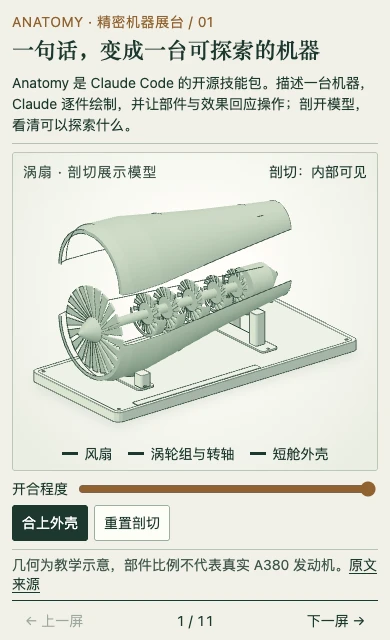 ANATOMY · 精密机器展台 / 01
一句话，变成一台可探索的机器
Anatomy 是 Claude Code 的开源技能包。描述一台机器，
Claude 逐件绘制，并让部件与效果回应操作；剖开模型，
看清可以探索什么。
涡扇 · 剖切展示模型
剖切：内部可见
风扇
涡轮组与转轴
短舱外壳
开合程度
合上外壳
重置剖切
几何为教学示意，部件比例不代表真实 A380 发动机。原文
来源
← 上一屏
1 / 11
下一屏 →